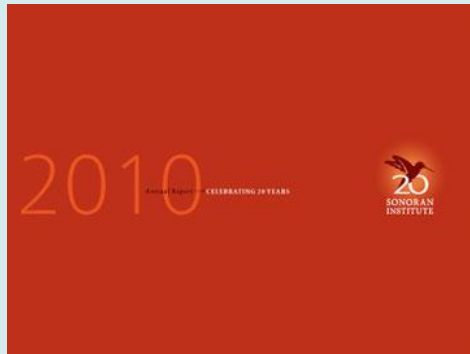 2010
Annual Report CELEBRATING 20 YEARS
20
SONORAN
INSTITUTE